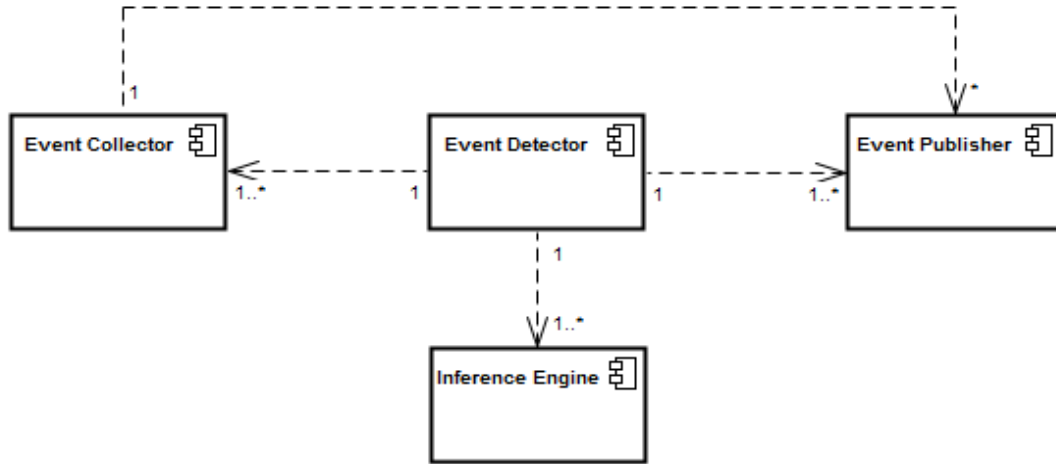 1
*
Event Collector
Event Detector
Event Publisher
1..*
1
1
1..*
1
1..*
Inference Engine